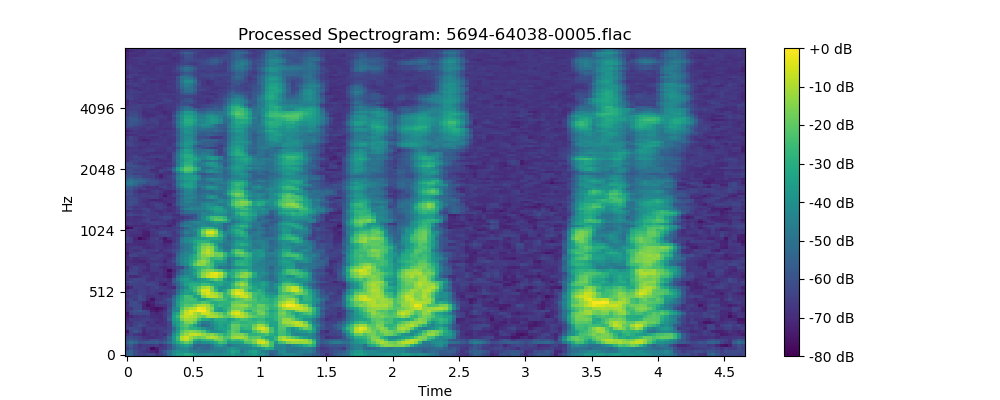 Processed Spectrogram: 5694-64038-0005.flac
+0 dB
4096
-10 dB
-20 dB
2048
-30 dB
Hz
-40 dB
1024
-50 dB
512
-60 dB
-70 dB
0
-80 dB
0 0.5 1 1.5 2 2.5 3 3.5 4 4.5
Time